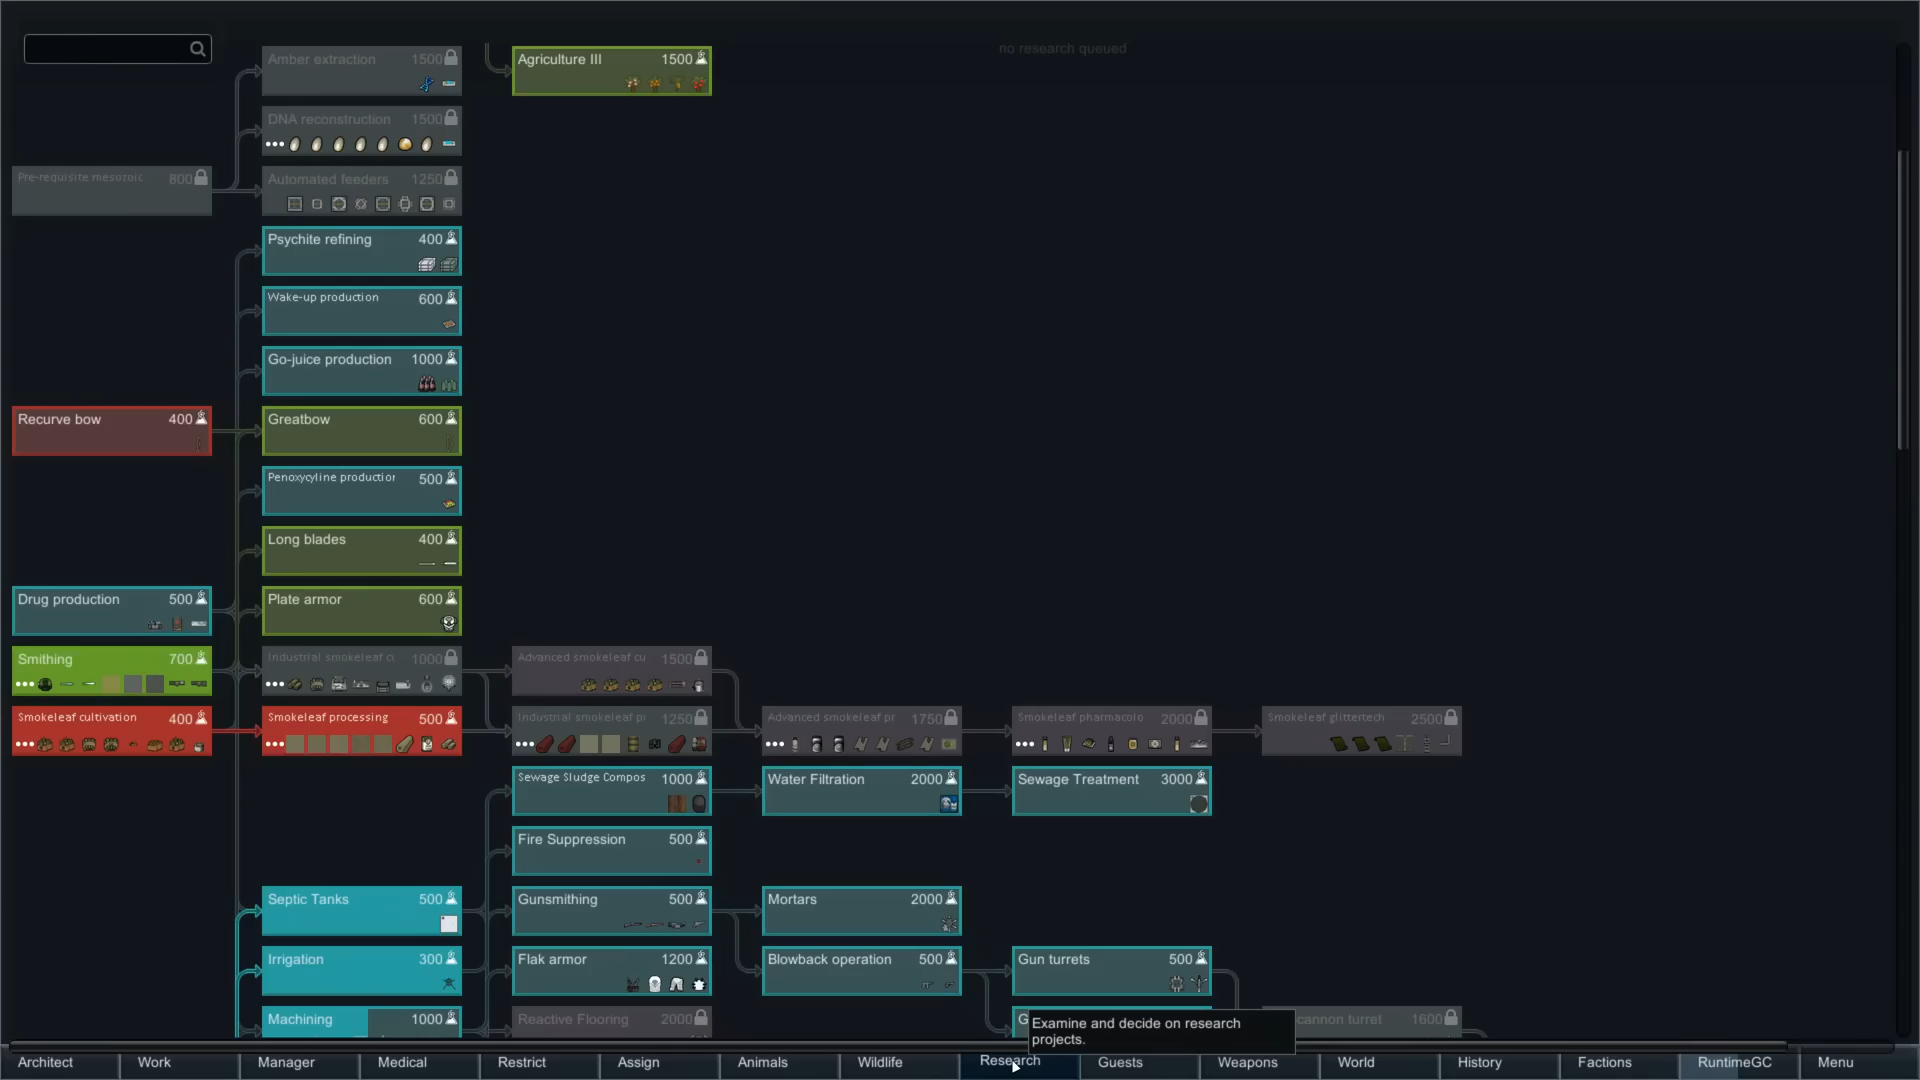 no research queued
Amber extraction 1500
Agriculture III 1500
DNA reconstruction 1500
Pre-requisite mesozoic 800
Automated feeders 1250
Psychite refining 400
Wake-up production 600
Go-juice production 1000
Recurve bow 400
Greatbow 600
Penoxycyline production 500
Long blades 400
Drug production 500
Plate armor 600
Smithing 700
Industrial smokeleaf cu 1000
Advanced smokeleaf cu 1500
Smokeleaf cultivation 400
Smokeleaf processing 500
Industrial smokeleaf pr 1250
Advanced smokeleaf pr 1750
Smokeleaf pharmacolo 2000
Smokeleaf glittertech 2500
Sewage Sludge Compos 1000
Water Filtration 2000
Sewage Treatment 3000
Fire Suppression 500
Septic Tanks 500
Gunsmithing 500
Mortars 2000
Irrigation 300
Flak armor 1200
Blowback operation 500
Gun turrets 500
Machining 1000
Reactive Flooring 2000
G
cannon turret 1600
Examine and decide on research
projects.
Architect Work Manager Medical Restrict Assign Animals Wildlife Research Guests Weapons World History Factions RuntimeGC Menu